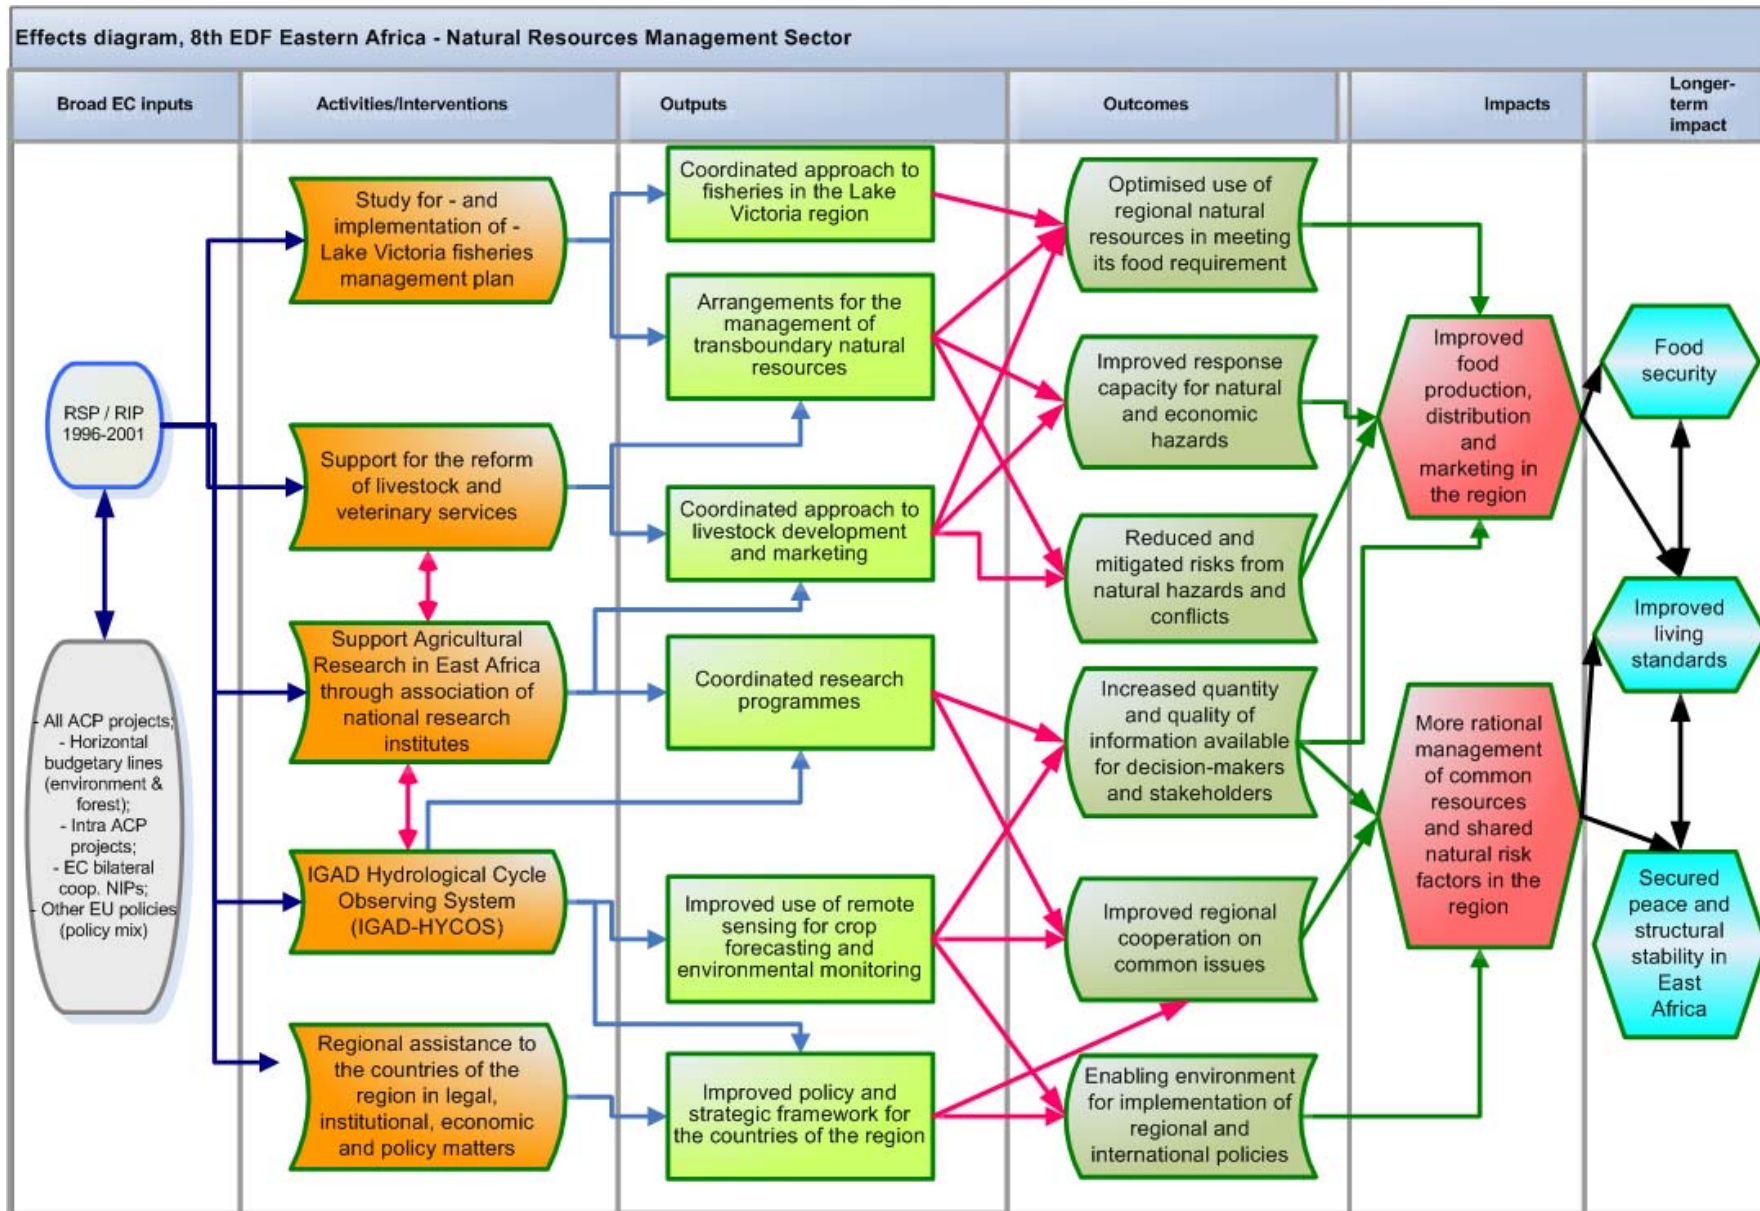 Effects diagram, 8th EDF Eastern Africa - Natural Resources Management Sector
Broad EC inputs
Activities/Interventions
Outputs
Outcomes
Impacts
Longer-
term
impact
RSP / RIP
1996-2001
- All ACP projects;
- Horizontal
budgetary lines
(environment &
forest);
- Intra ACP
projects;
- EC bilateral
coop. NIPs;
- Other EU policies
(policy mix)
Study for - and
implementation of -
Lake Victoria fisheries
management plan
Support for the reform
of livestock and
veterinary services
Support Agricultural
Research in East Africa
through association of
national research
institutes
IGAD Hydrological Cycle
Observing System
(IGAD-HYCOS)
Regional assistance to
the countries of the
region in legal,
institutional, economic
and policy matters
Coordinated approach to
fisheries in the Lake
Victoria region
Arrangements for the
management of
transboundary natural
resources
Coordinated approach to
livestock development
and marketing
Coordinated research
programmes
Improved use of remote
sensing for crop
forecasting and
environmental monitoring
Improved policy and
strategic framework for
the countries of the region
Optimised use of
regional natural
resources in meeting
its food requirement
Improved response
capacity for natural
and economic
hazards
Reduced and
mitigated risks from
natural hazards and
conflicts
Increased quantity
and quality of
information available
for decision-makers
and stakeholders
Improved regional
cooperation on
common issues
Enabling environment
for implementation of
regional and
international policies
Improved
food
production,
distribution
and
marketing in
the region
More rational
management
of common
resources
and shared
natural risk
factors in the
region
Food
security
Improved
living
standards
Secured
peace and
structural
stability in
East
Africa